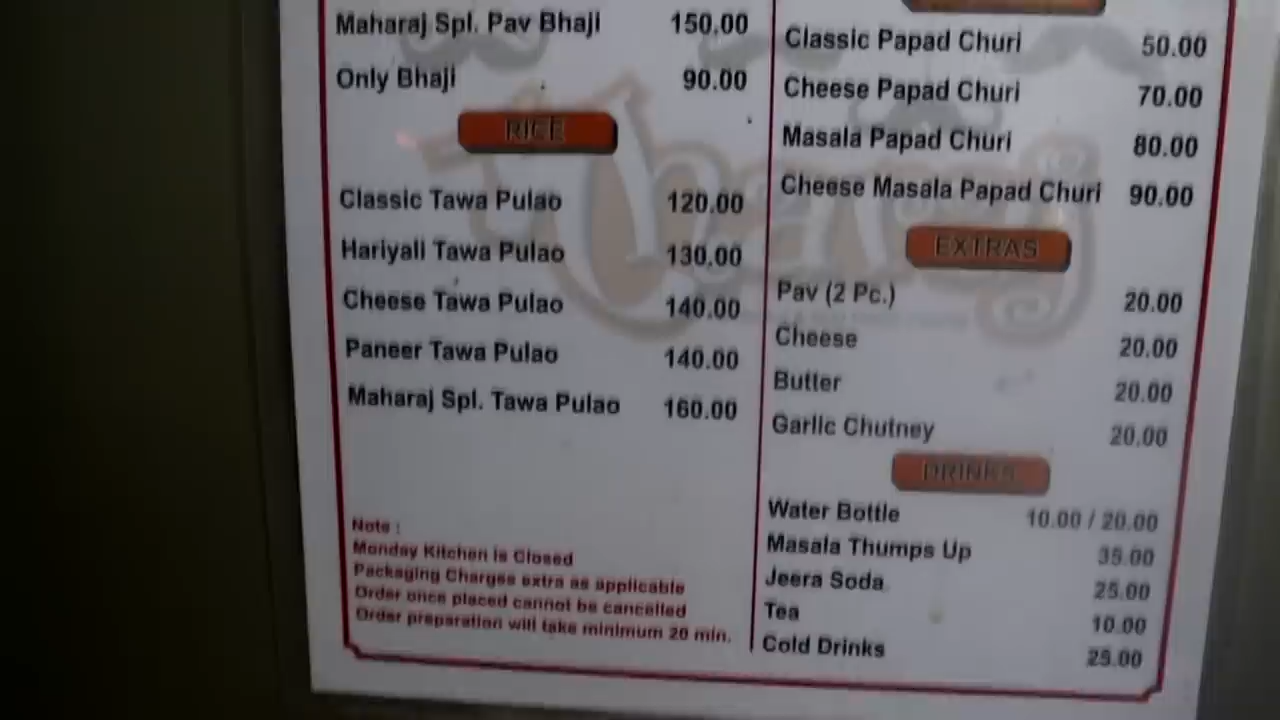 Maharaj Spl. Pav Bhaji 150.00
Only Bhaji 90.00
RICE
Classic Tawa Pulao 120.00
Hariyali Tawa Pulao 130.00
Cheese Tawa Pulao 140.00
Paneer Tawa Pulao 140.00
Maharaj Spl. Tawa Pulao 160.00
Note :
Monday Kitchen is Closed
Packaging Charges extra as applicable
Order once placed cannot be cancelled
Order preparation will take minimum 20 min.
Classic Papad Churi 50.00
Cheese Papad Churi 70.00
Masala Papad Churi 80.00
Cheese Masala Papad Churi 90.00
EXTRAS
Pav (2 Pc.) 20.00
Cheese 20.00
Butter 20.00
Garlic Chutney 20.00
DRINKS
Water Bottle 10.00 / 20.00
Masala Thumps Up 35.00
Jeera Soda 25.00
Tea 10.00
Cold Drinks 25.00